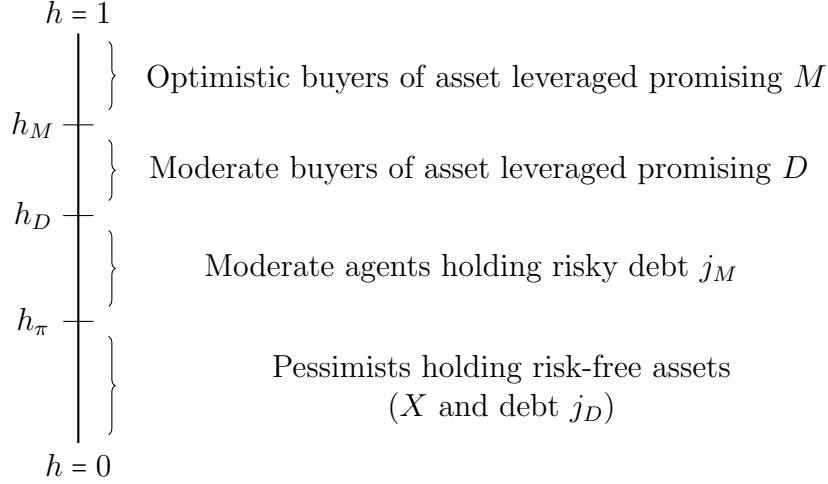 h = 1
Optimistic buyers of asset leveraged promising M
h_M
Moderate buyers of asset leveraged promising D
h_D
Moderate agents holding risky debt j_M
h_π
Pessimists holding risk-free assets
(X and debt j_D)
h = 0